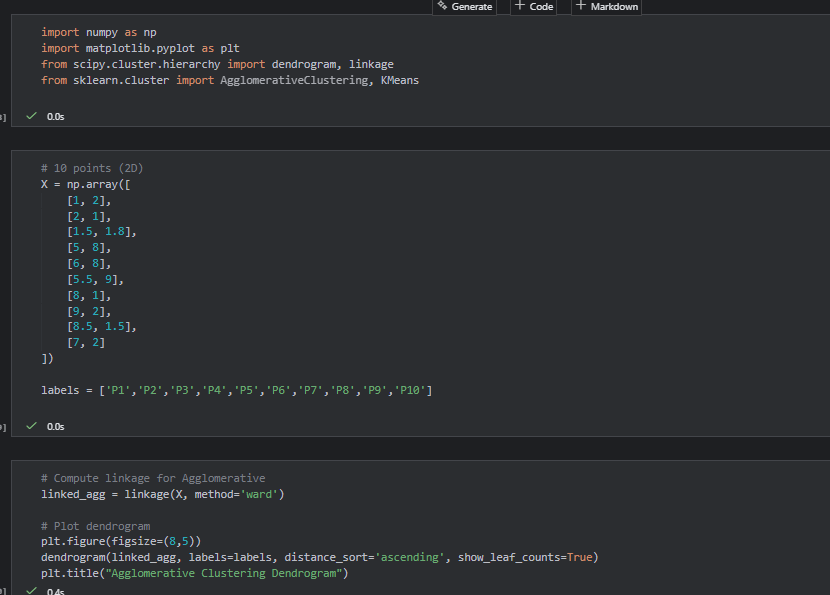 Generate + Code + Markdown
import numpy as np
import matplotlib.pyplot as plt
from scipy.cluster.hierarchy import dendrogram, linkage
from sklearn.cluster import AgglomerativeClustering, KMeans
0.0s
# 10 points (2D)
X = np.array([
    [1, 2],
    [2, 1],
    [1.5, 1.8],
    [5, 8],
    [6, 8],
    [5.5, 9],
    [8, 1],
    [9, 2],
    [8.5, 1.5],
    [7, 2]
])
labels = ['P1','P2','P3','P4','P5','P6','P7','P8','P9','P10']
0.0s
# Compute linkage for Agglomerative
linked_agg = linkage(X, method='ward')
# Plot dendrogram
plt.figure(figsize=(8,5))
dendrogram(linked_agg, labels=labels, distance_sort='ascending', show_leaf_counts=True)
plt.title("Agglomerative Clustering Dendrogram")
0.4s